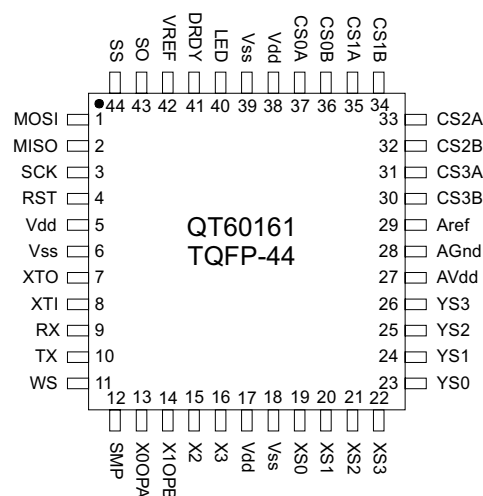 SS SO VREF DRDY LED Vss Vdd CS0A CS0B CS1A CS1B
44 43 42 41 40 39 38 37 36 35 34
MOSI 1 33 CS2A
MISO 2 32 CS2B
SCK 3 31 CS3A
RST 4 30 CS3B
Vdd 5 29 Aref
Vss 6 28 AGnd
XTO 7 27 AVdd
XTI 8 26 YS3
RX 9 25 YS2
TX 10 24 YS1
WS 11 23 YS0
QT60161
TQFP-44
12 13 14 15 16 17 18 19 20 21 22
SMP X0OPA X1OPB X2 X3 Vdd Vss XS0 XS1 XS2 XS3